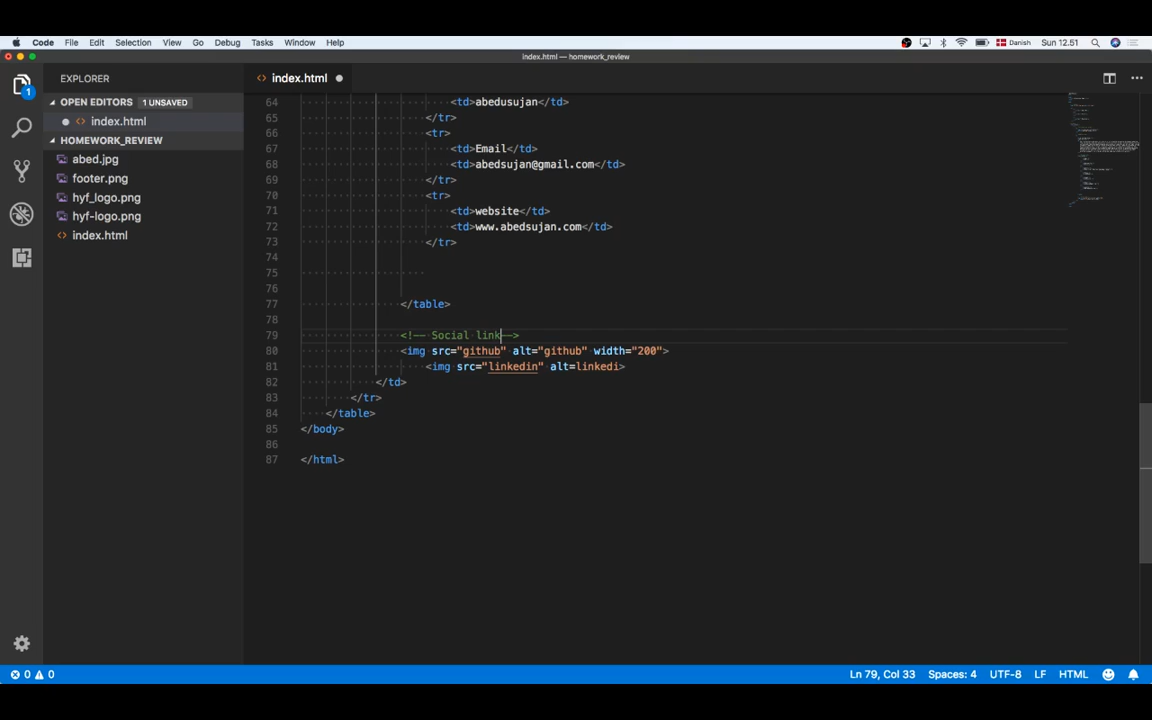 Code File Edit Selection View Go Debug Tasks Window Help Danish Sun 12.51
index.html — homework_review
EXPLORER
index.html
OPEN EDITORS 1 UNSAVED
1
index.html
HOMEWORK_REVIEW
abed.jpg
footer.png
hyf_logo.png
hyf-logo.png
index.html
64 <td>abedusujan</td>
65 </tr>
66 <tr>
67 <td>Email</td>
68 <td>abedsujan@gmail.com</td>
69 </tr>
70 <tr>
71 <td>website</td>
72 <td>www.abedsujan.com</td>
73 </tr>
74
75
76
77 </table>
78
79 <!-- Social link-->
80 <img src="github" alt="github" width="200">
81 <img src="linkedin" alt=linkedi>
82 </td>
83 </tr>
84 </table>
85 </body>
86
87 </html>
0 0 Ln 79, Col 33 Spaces: 4 UTF-8 LF HTML